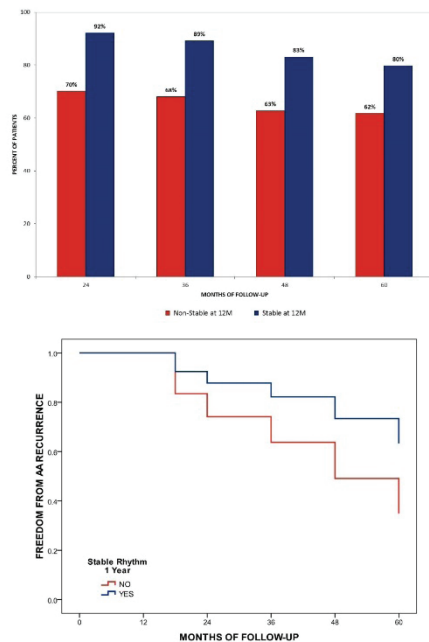 100
92%
89%
83%
80%
80
70%
68%
63%
62%
60
40
20
0
PERCENT OF PATIENTS
24 36 48 60
MONTHS OF FOLLOW-UP
Non-Stable at 12M Stable at 12M
1.0
0.8
0.6
0.4
0.2
0.0
FREEDOM FROM AA RECURRENCE
Stable Rhythm
1 Year
NO
YES
0 12 24 36 48 60
MONTHS OF FOLLOW-UP